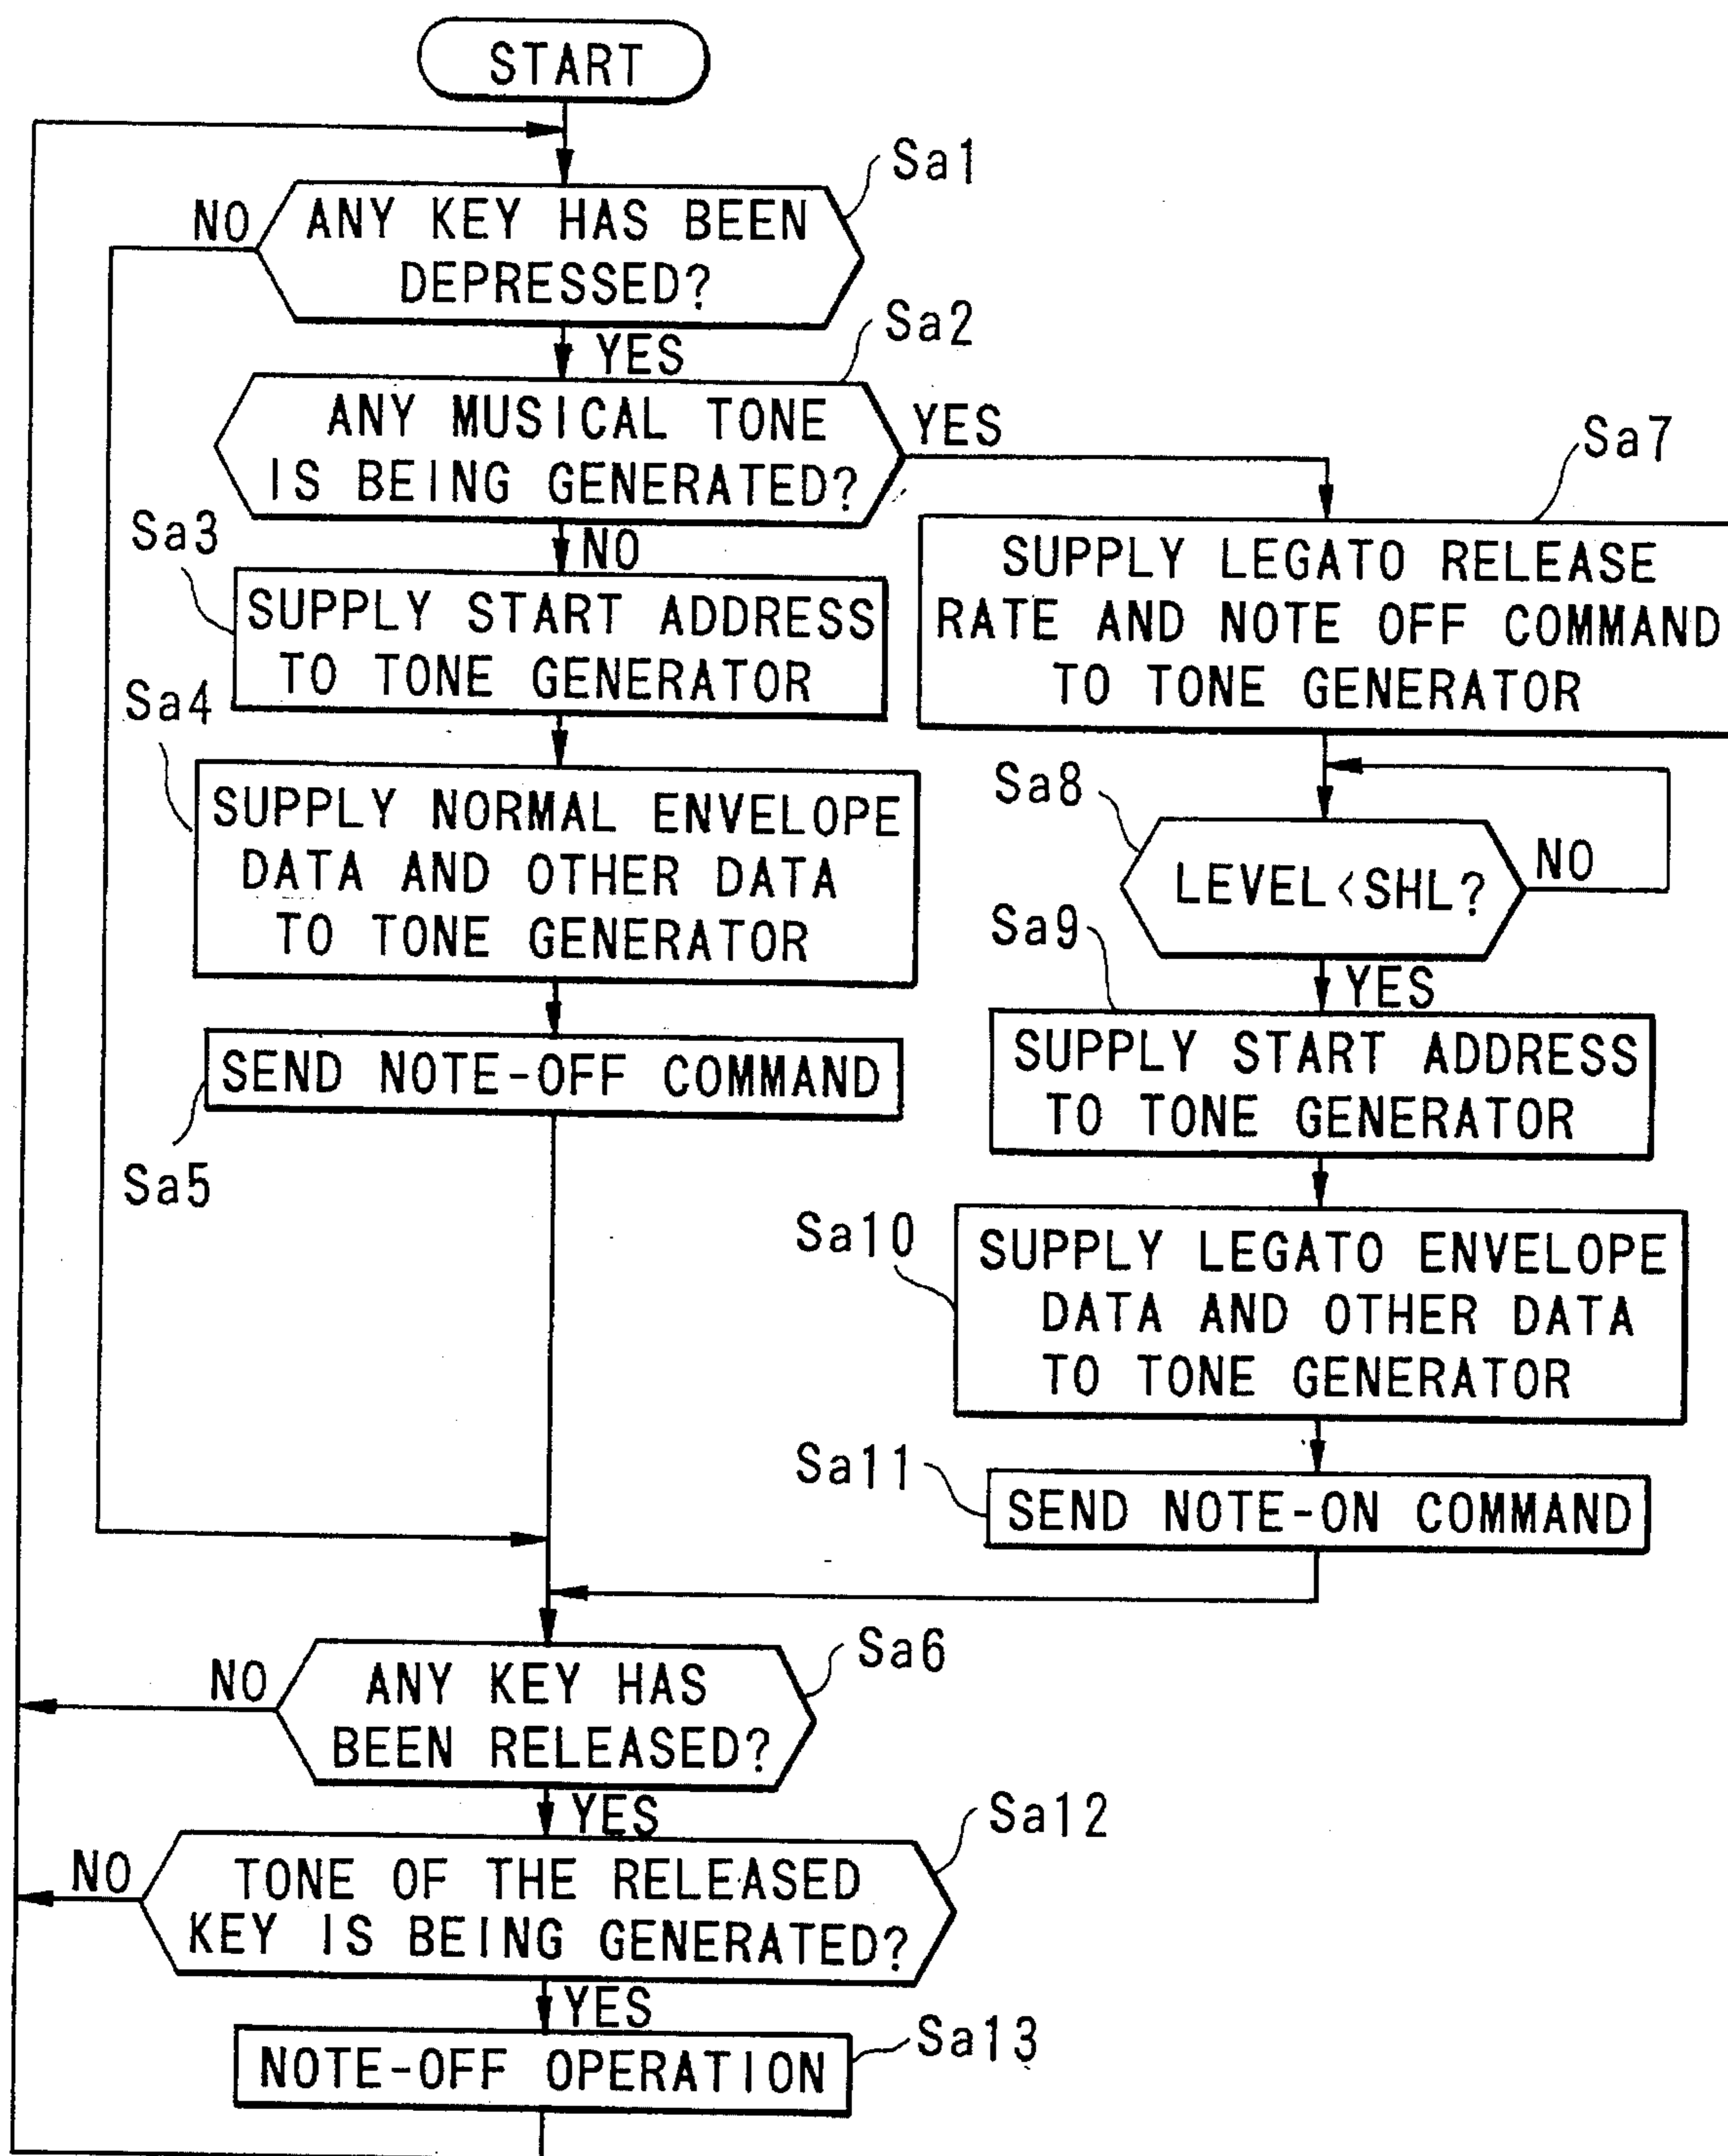 START
Sa1
NO
ANY KEY HAS BEEN
DEPRESSED?
Sa2
YES
ANY MUSICAL TONE
IS BEING GENERATED?
YES
Sa7
Sa3
NO
SUPPLY START ADDRESS
TO TONE GENERATOR
SUPPLY LEGATO RELEASE
RATE AND NOTE OFF COMMAND
TO TONE GENERATOR
Sa4
SUPPLY NORMAL ENVELOPE
DATA AND OTHER DATA
TO TONE GENERATOR
Sa8
LEVEL<SHL?
NO
Sa9
YES
SEND NOTE-OFF COMMAND
Sa5
SUPPLY START ADDRESS
TO TONE GENERATOR
Sa10
SUPPLY LEGATO ENVELOPE
DATA AND OTHER DATA
TO TONE GENERATOR
Sa11
SEND NOTE-ON COMMAND
Sa6
NO
ANY KEY HAS
BEEN RELEASED?
YES
Sa12
NO
TONE OF THE RELEASED
KEY IS BEING GENERATED?
YES
Sa13
NOTE-OFF OPERATION